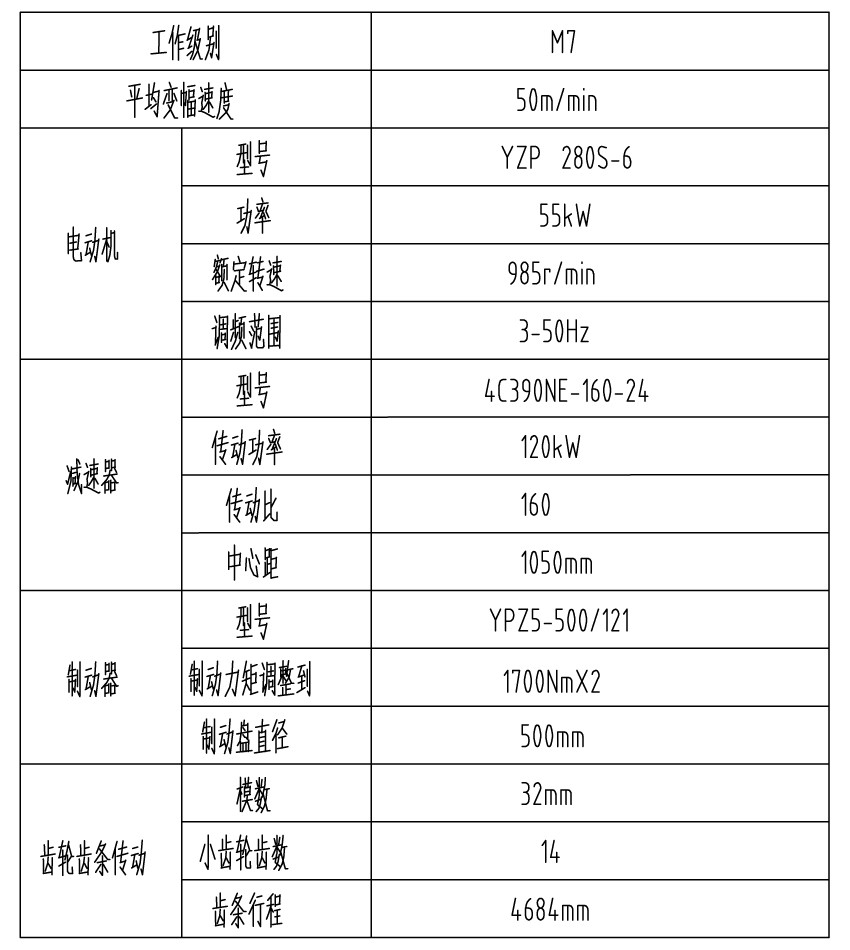 工作级别 M7
平均变幅速度 50m/min
电动机 型号 YZP 280S-6
功率 55kW
额定转速 985r/min
调频范围 3-50Hz
减速器 型号 4C390NE-160-24
传动功率 120kW
传动比 160
中心距 1050mm
制动器 型号 YPZ5-500/121
制动力矩调整到 1700NmX2
制动盘直径 500mm
齿轮齿条传动 模数 32mm
小齿轮齿数 14
齿条行程 4684mm